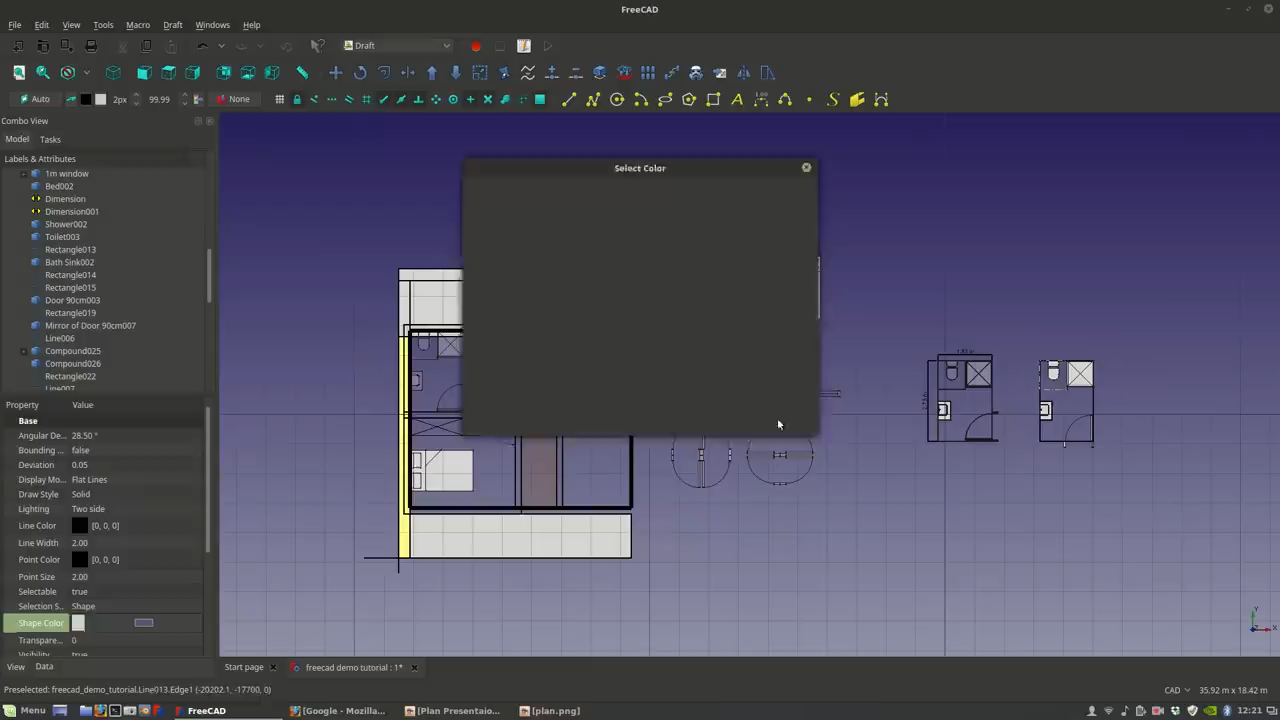 FreeCAD
File Edit View Tools Macro Draft Windows Help
Draft
Auto 2px 99.99 None
Combo View
Model Tasks
Labels & Attributes
1m window
Bed002
Dimension
Dimension001
Shower002
Toilet003
Rectangle013
Bath Sink002
Rectangle014
Rectangle015
Door 90cm003
Rectangle019
Mirror of Door 90cm007
Line006
Compound025
Compound026
Rectangle022
Line007
Select Color
Property Value
Base
Angular De... 28.50 °
Bounding ... false
Deviation 0.05
Display Mo... Flat Lines
Draw Style Solid
Lighting Two side
Line Color [0, 0, 0]
Line Width 2.00
Point Color [0, 0, 0]
Point Size 2.00
Selectable true
Selection S... Shape
Shape Color
Transpare... 0
Visibility true
View Data
Start page freecad demo tutorial : 1*
Y
X
Preselected: freecad_demo_tutorial.Line013.Edge1 (-20202.1, -17700, 0)
CAD 35.92 m x 18.42 m
Menu FreeCAD [Google - Mozilla... [Plan Presentaio... [plan.png] 12:21